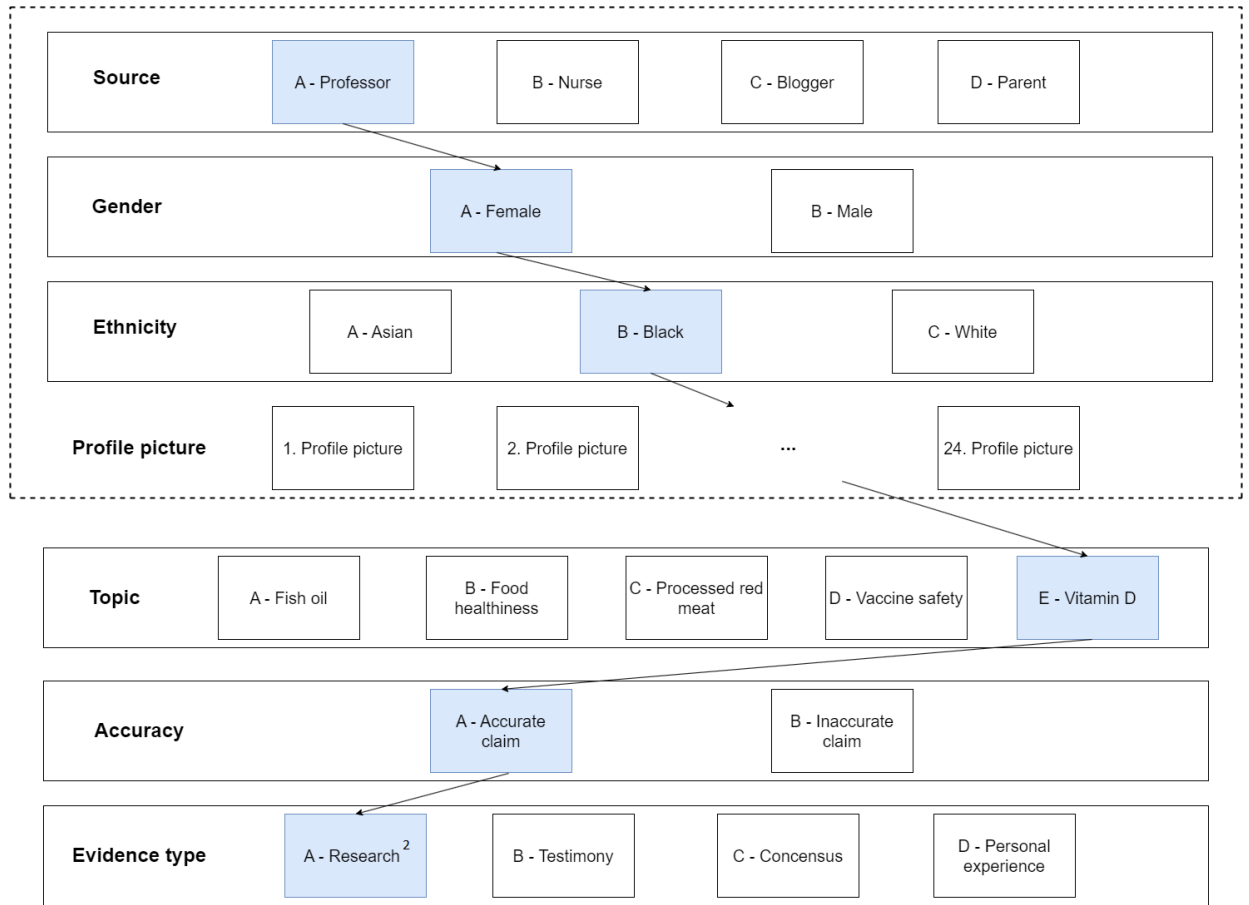 Source
A - Professor
B - Nurse
C - Blogger
D - Parent
Gender
A - Female
B - Male
Ethnicity
A - Asian
B - Black
C - White
Profile picture
1. Profile picture
2. Profile picture
...
24. Profile picture
Topic
A - Fish oil
B - Food
healthiness
C - Processed red
meat
D - Vaccine safety
E - Vitamin D
Accuracy
A - Accurate
claim
B - Inaccurate
claim
Evidence type
A - Research²
B - Testimony
C - Concensus
D - Personal
experience